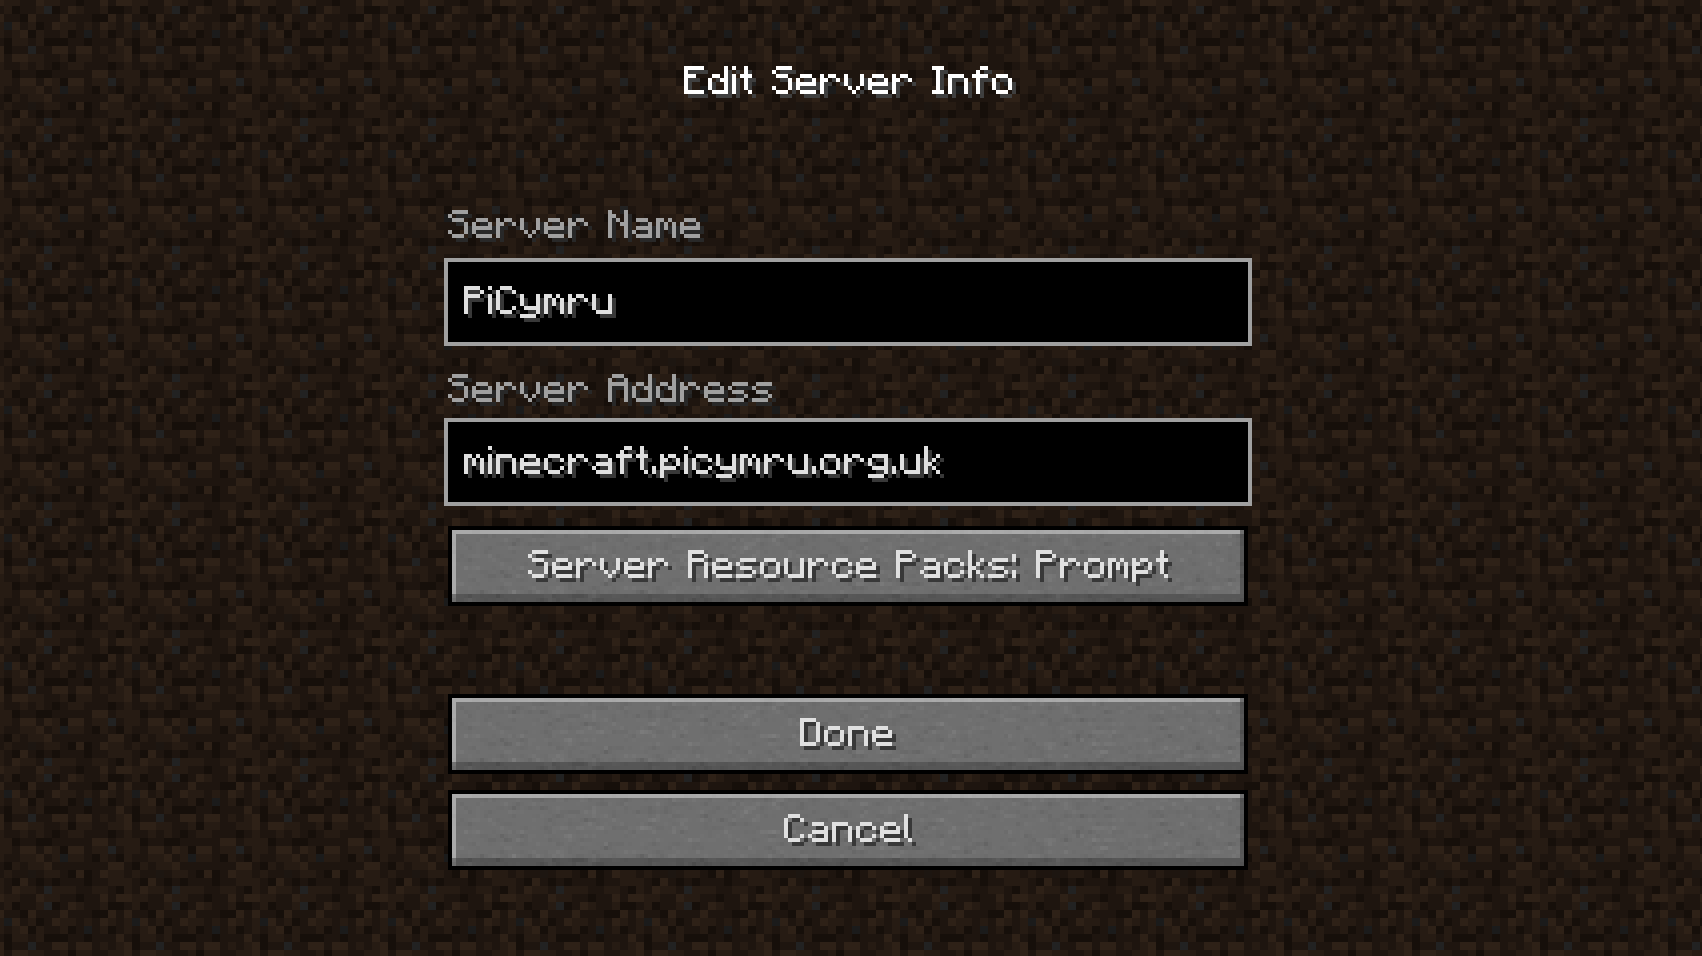 Edit Server Info
Server Name
PiCymru
Server Address
minecraft.picymru.org.uk
Server Resource Packs: Prompt
Done
Cancel